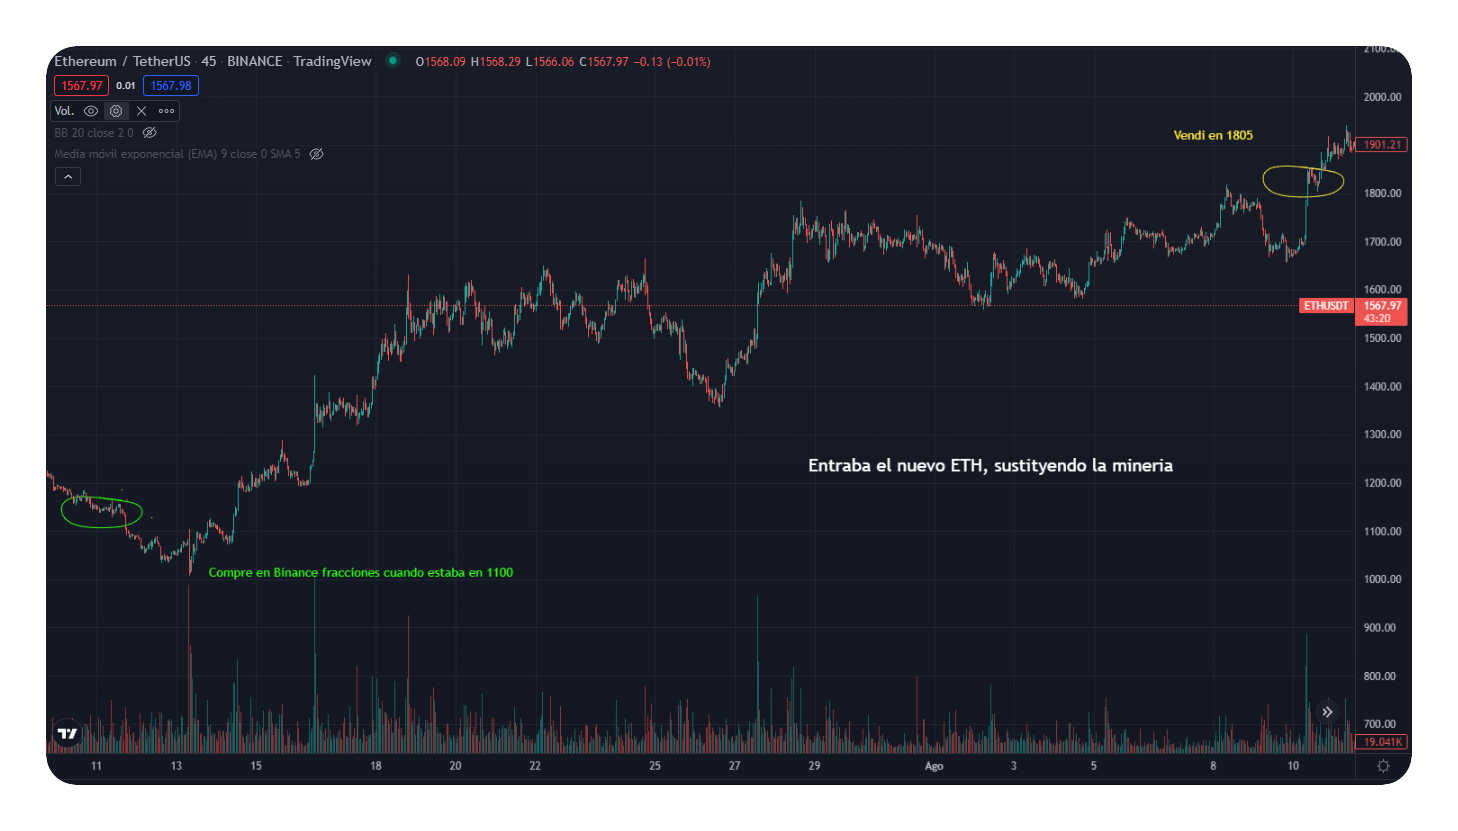 Ethereum / TetherUS · 45 · BINANCE · TradingView O1568.09 H1568.29 L1566.06 C1567.97 −0.13 (−0.01%)
1567.97 0.01 1567.98
Vol.
BB 20 close 2 0
Media móvil exponencial (EMA) 9 close 0 SMA 5
2100.00
2000.00
Vendi en 1805
1901.21
1800.00
1700.00
1600.00
ETHUSDT 1567.97
43:20
1500.00
1400.00
1300.00
Entraba el nuevo ETH, sustityendo la mineria
1200.00
1100.00
Compre en Binance fracciones cuando estaba en 1100
1000.00
900.00
800.00
700.00
19.041K
11 13 15 18 20 22 25 27 29 Ago 3 5 8 10